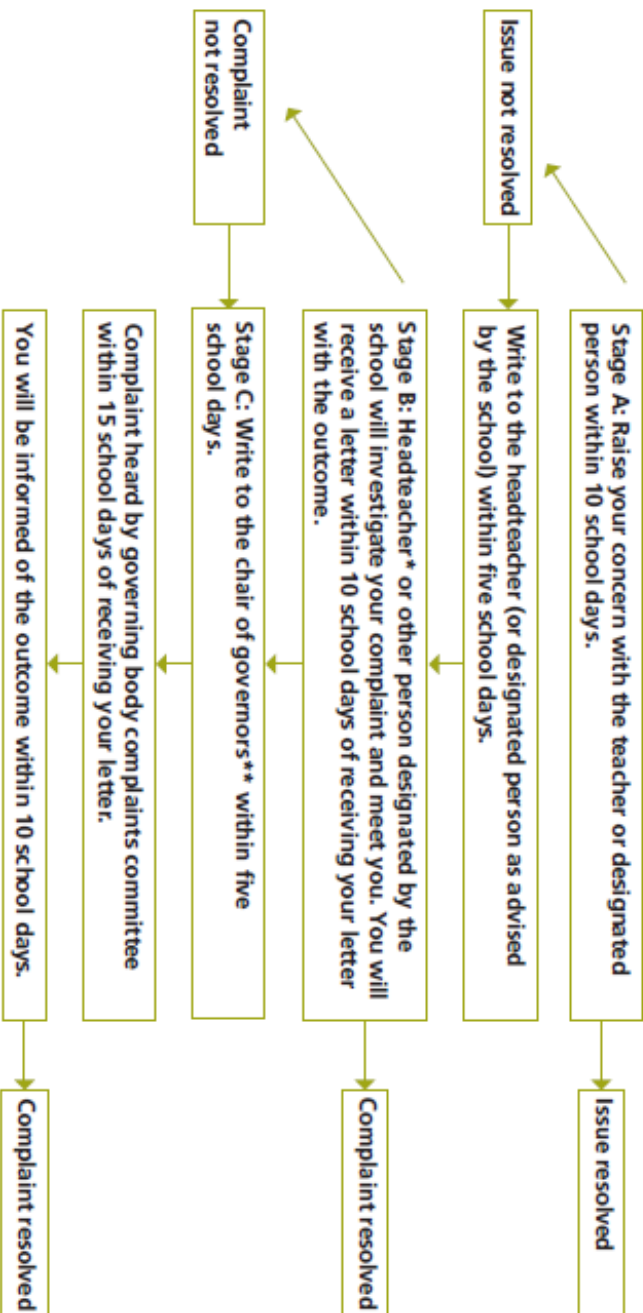 Stage A: Raise your concern with the teacher or designated
person within 10 school days.
Issue resolved
Issue not resolved
Write to the headteacher (or designated person as advised
by the school) within five school days.
Stage B: Headteacher* or other person designated by the
school will investigate your complaint and meet you. You will
receive a letter within 10 school days of receiving your letter
with the outcome.
Complaint resolved
Complaint
not resolved
Stage C: Write to the chair of governors** within five
school days.
Complaint heard by governing body complaints committee
within 15 school days of receiving your letter.
You will be informed of the outcome within 10 school days.
Complaint resolved